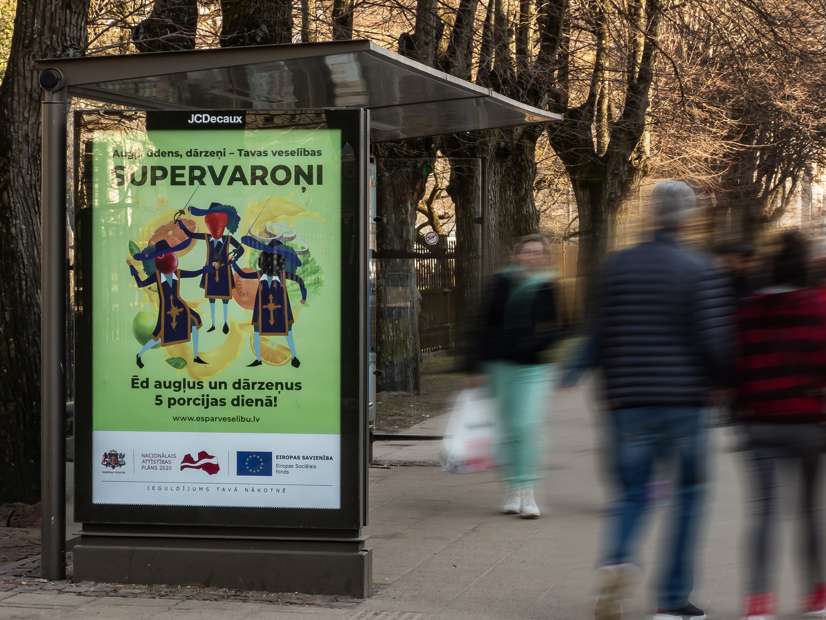 JCDecaux
Augļi, ūdens, dārzeņi – Tavas veselības
SUPERVAROŅI
Ēd augļus un dārzeņus
5 porcijas dienā!
www.esparveselibu.lv
NACIONĀLAIS
ATTĪSTĪBAS
PLĀNS 2020
EIROPAS SAVIENĪBA
Eiropas Sociālais
fonds
IEGULDĪJUMS TAVĀ NĀKOTNĒ